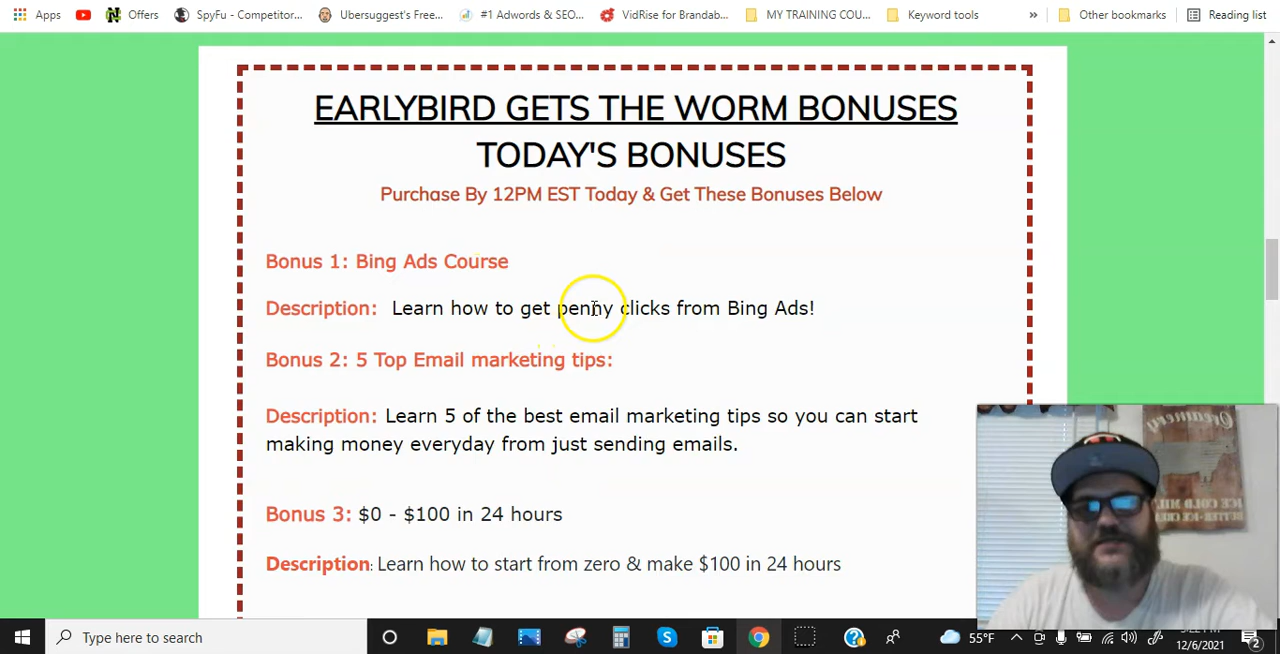 Apps
Offers
SpyFu - Competitor...
Ubersuggest's Free...
#1 Adwords & SEO...
VidRise for Brandab...
MY TRAINING COU...
Keyword tools
»
Other bookmarks
Reading list
EARLYBIRD GETS THE WORM BONUSES
TODAY'S BONUSES
Purchase By 12PM EST Today & Get These Bonuses Below
Bonus 1: Bing Ads Course
Description: Learn how to get penny clicks from Bing Ads!
Bonus 2: 5 Top Email marketing tips:
Description: Learn 5 of the best email marketing tips so you can start
making money everyday from just sending emails.
Bonus 3: $0 - $100 in 24 hours
Description: Learn how to start from zero & make $100 in 24 hours
Creamery
ICE COLD
Type here to search
55°F
12/6/2021
2